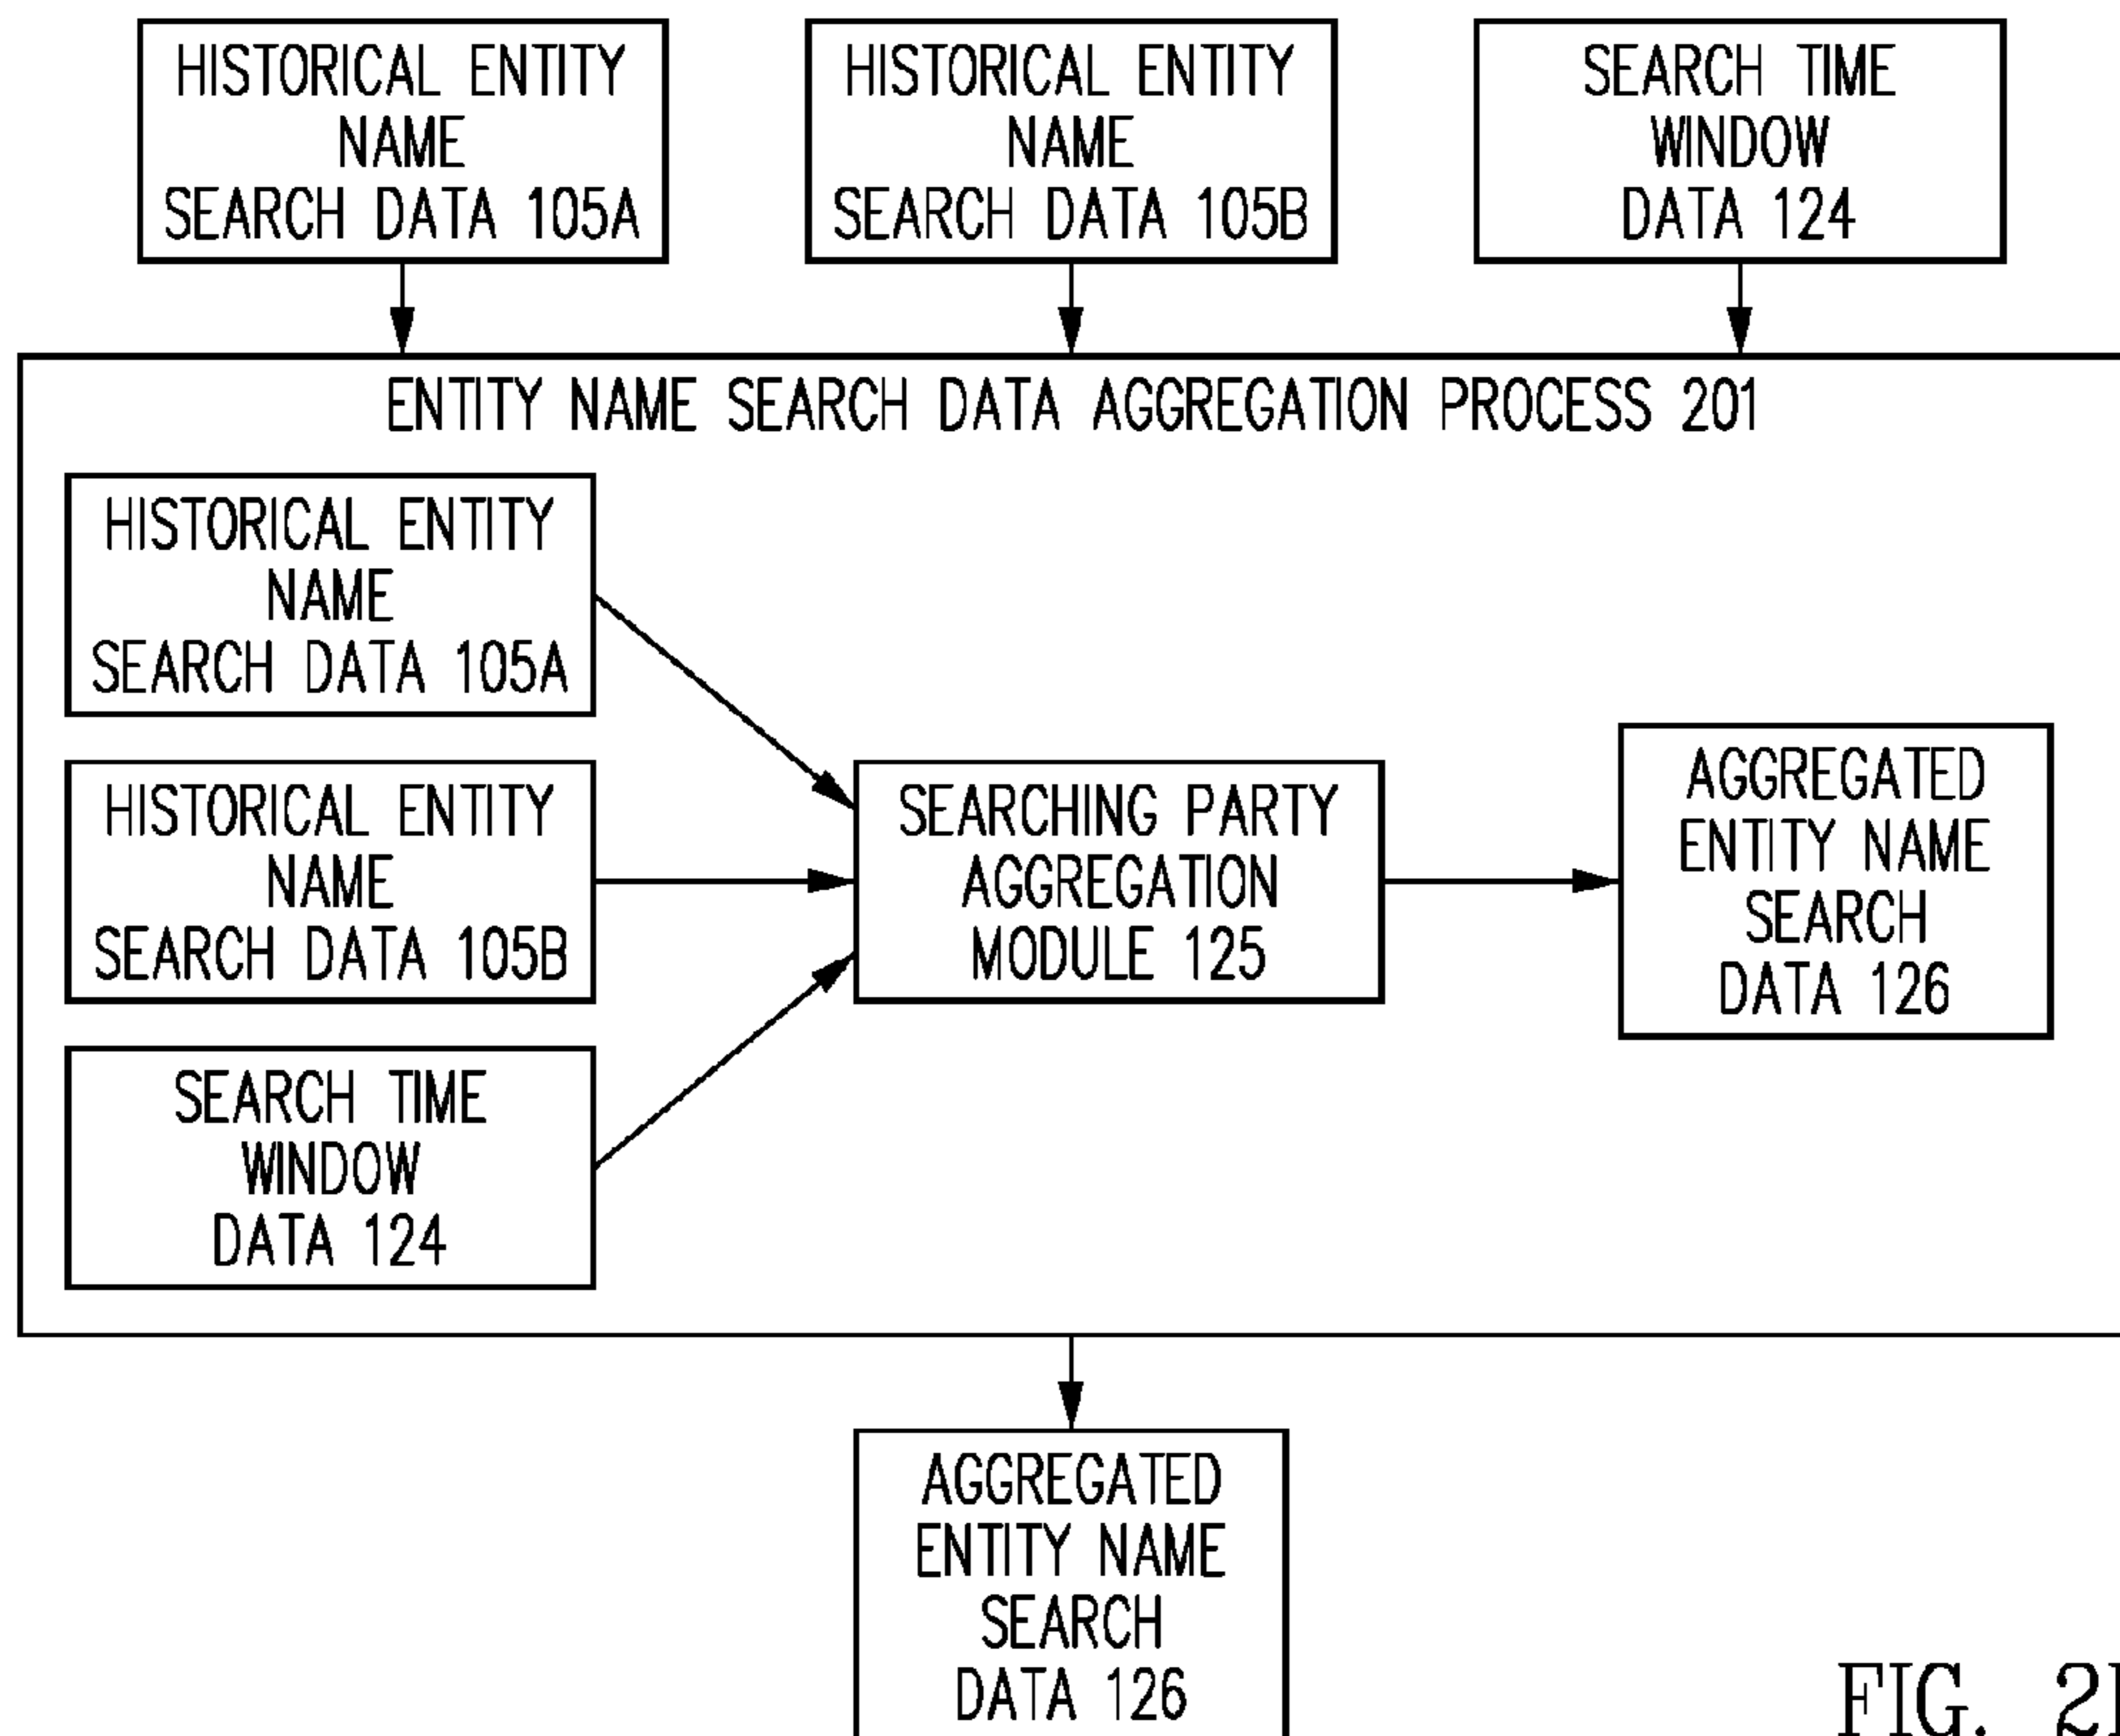 HISTORICAL ENTITY
NAME
SEARCH DATA 105A
HISTORICAL ENTITY
NAME
SEARCH DATA 105B
SEARCH TIME
WINDOW
DATA 124
ENTITY NAME SEARCH DATA AGGREGATION PROCESS 201
HISTORICAL ENTITY
NAME
SEARCH DATA 105A
HISTORICAL ENTITY
NAME
SEARCH DATA 105B
SEARCH TIME
WINDOW
DATA 124
SEARCHING PARTY
AGGREGATION
MODULE 125
AGGREGATED
ENTITY NAME
SEARCH
DATA 126
AGGREGATED
ENTITY NAME
SEARCH
DATA 126
FIG.